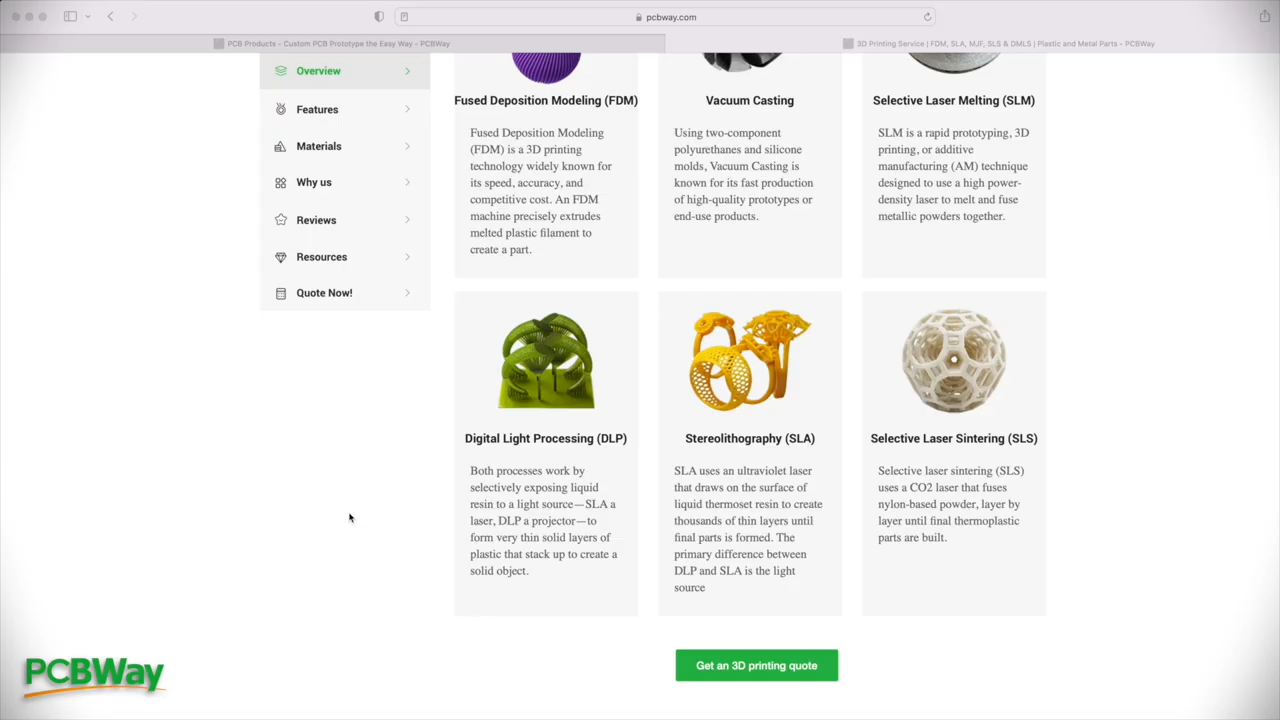 pcbway.com
PCB Products - Custom PCB Prototype the Easy Way - PCBWay
3D Printing Service | FDM, SLA, MJF, SLS & DMLS | Plastic and Metal Parts - PCBWay
Overview
Features
Materials
Why us
Reviews
Resources
Quote Now!
Fused Deposition Modeling (FDM)
Fused Deposition Modeling
(FDM) is a 3D printing
technology widely known for
its speed, accuracy, and
competitive cost. An FDM
machine precisely extrudes
melted plastic filament to
create a part.
Vacuum Casting
Using two-component
polyurethanes and silicone
molds, Vacuum Casting is
known for its fast production
of high-quality prototypes or
end-use products.
Selective Laser Melting (SLM)
SLM is a rapid prototyping, 3D
printing, or additive
manufacturing (AM) technique
designed to use a high power-
density laser to melt and fuse
metallic powders together.
Digital Light Processing (DLP)
Both processes work by
selectively exposing liquid
resin to a light source—SLA a
laser, DLP a projector—to
form very thin solid layers of
plastic that stack up to create a
solid object.
Stereolithography (SLA)
SLA uses an ultraviolet laser
that draws on the surface of
liquid thermoset resin to create
thousands of thin layers until
final parts is formed. The
primary difference between
DLP and SLA is the light
source
Selective Laser Sintering (SLS)
Selective laser sintering (SLS)
uses a CO2 laser that fuses
nylon-based powder, layer by
layer until final thermoplastic
parts are built.
Get an 3D printing quote
PCBWay